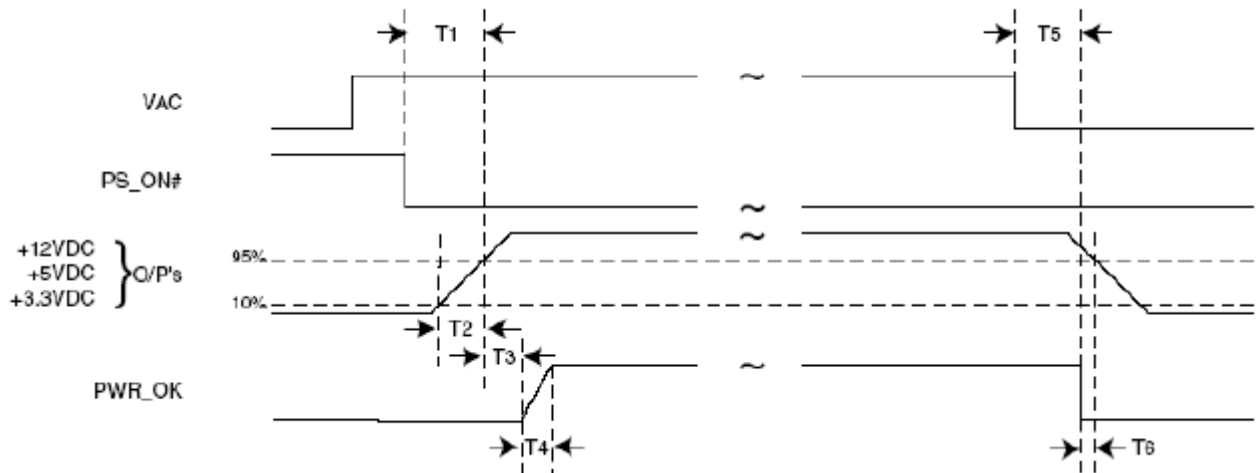 T1 T5
VAC ~
PS_ON# ~
+12VDC
+5VDC
+3.3VDC
} O/P's
95% ~
10%
T2
T3
PWR_OK ~
T4 T6